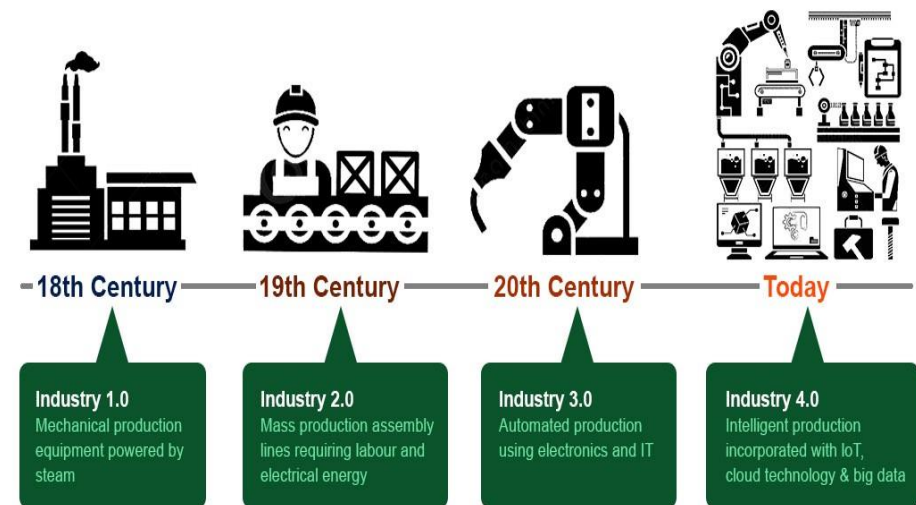 18th Century
19th Century
20th Century
Today
Industry 1.0
Mechanical production
equipment powered by
steam
Industry 2.0
Mass production assembly
lines requiring labour and
electrical energy
Industry 3.0
Automated production
using electronics and IT
Industry 4.0
Intelligent production
incorporated with IoT,
cloud technology & big data